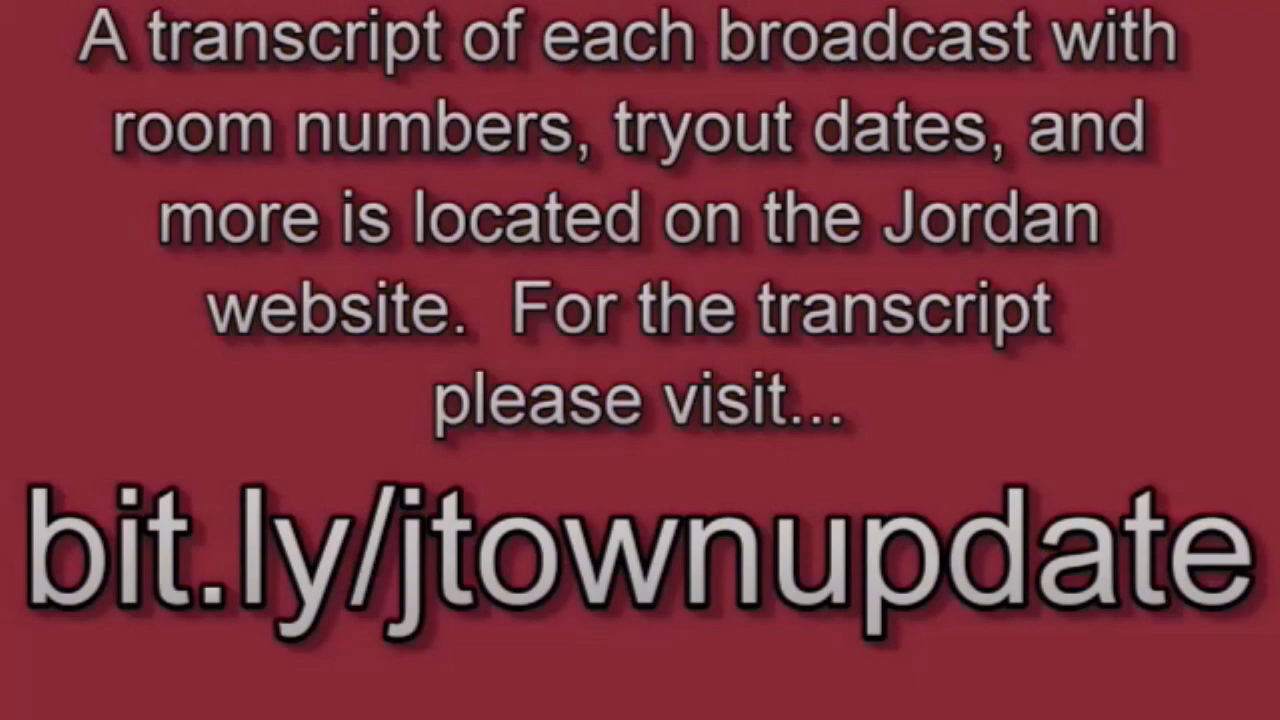 A transcript of each broadcast with
room numbers, tryout dates, and
more is located on the Jordan
website.  For the transcript
please visit...
bit.ly/jtownupdate